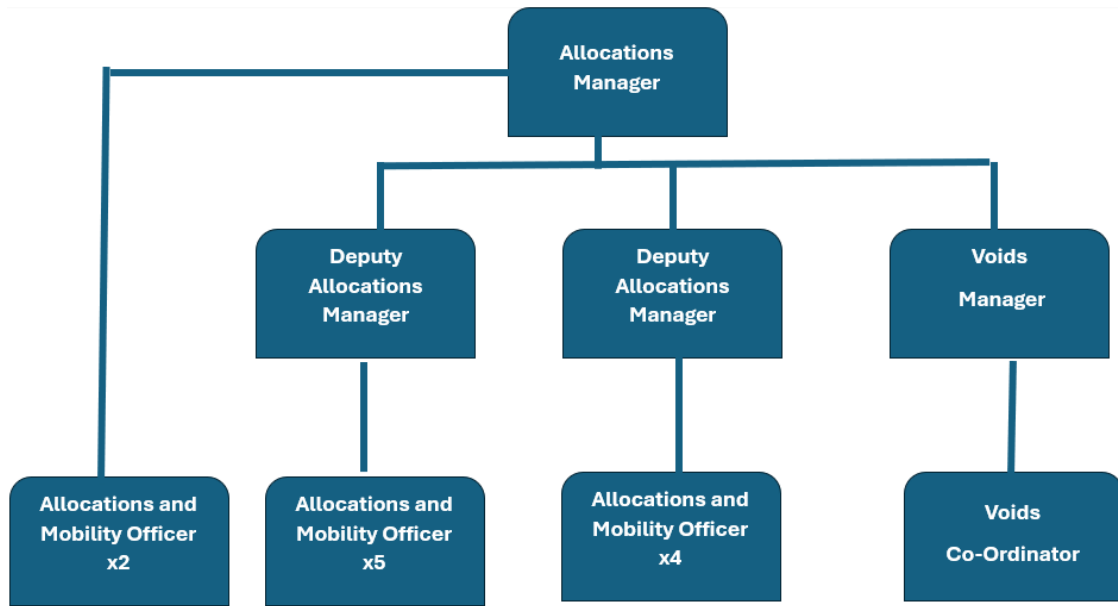 Allocations
Manager
Deputy
Allocations
Manager
Deputy
Allocations
Manager
Voids
Manager
Allocations and
Mobility Officer
x2
Allocations and
Mobility Officer
x5
Allocations and
Mobility Officer
x4
Voids
Co-Ordinator